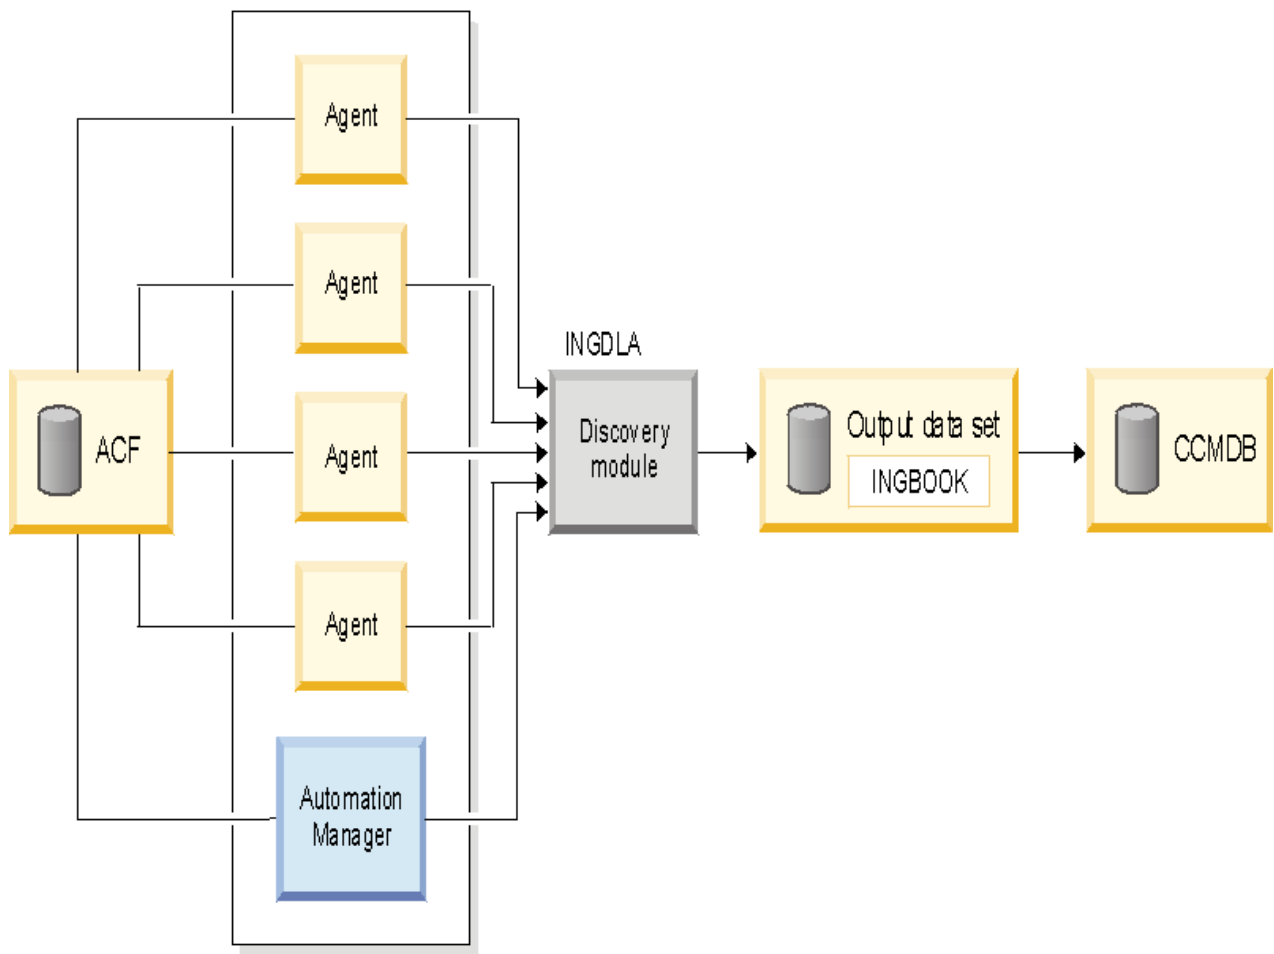 Agent
Agent
INGDLA
ACF
Agent
Discovery
module
Output data set
INGBOOK
CCMDB
Agent
Automation
Manager